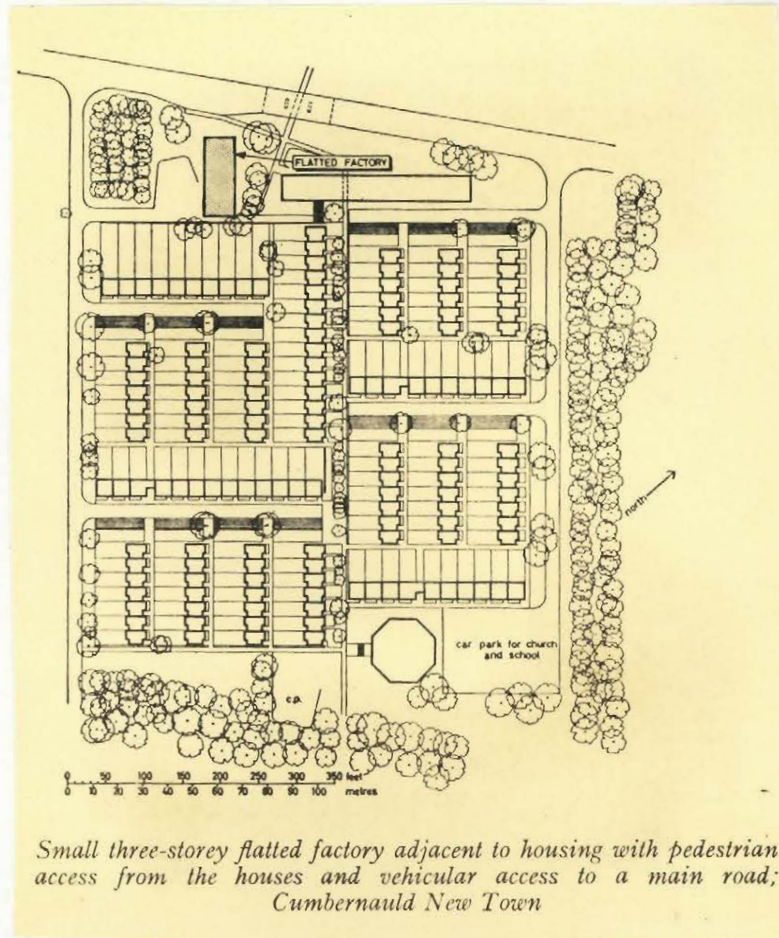 FLATTED FACTORY
north
car park for church
and school
c.p.
0 50 100 150 200 250 300 350 feet
0 10 20 30 40 50 60 70 80 90 100 metres
Small three-storey flatted factory adjacent to housing with pedestrian
access from the houses and vehicular access to a main road;
Cumbernauld New Town